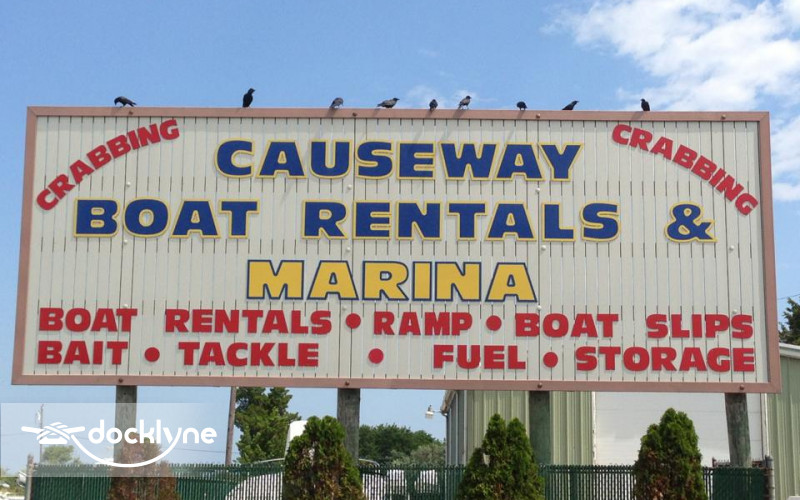 CRABBING CAUSEWAY CRABBING
BOAT RENTALS &
MARINA
BOAT RENTALS • RAMP • BOAT SLIPS
BAIT • TACKLE • FUEL • STORAGE
docklyne